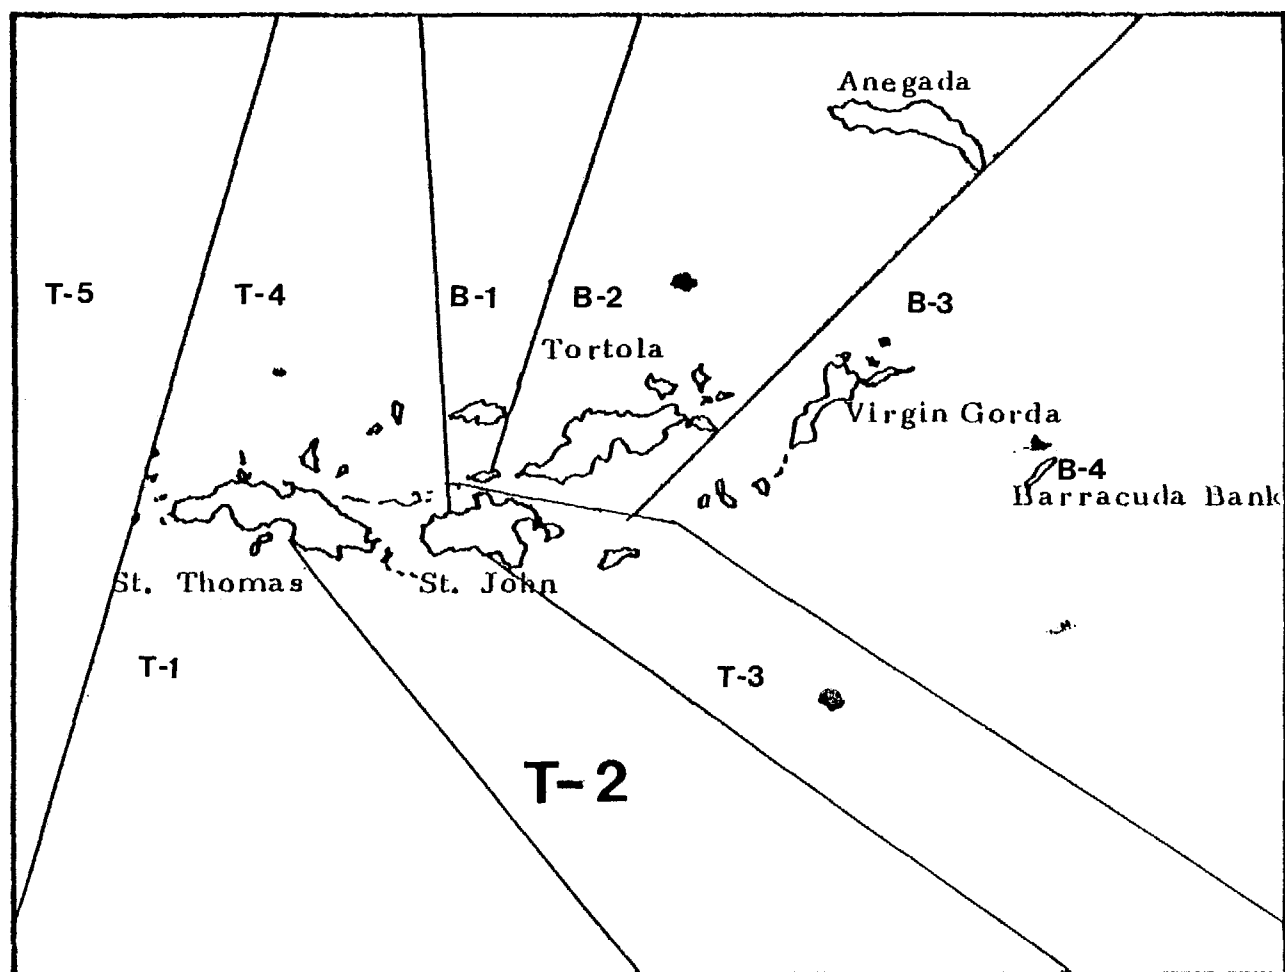 Anegada
T-5
T-4
B-1
B-2
B-3
Tortola
Virgin Gorda
B-4
Barracuda Bank
St. Thomas
St. John
T-1
T-3
T-2